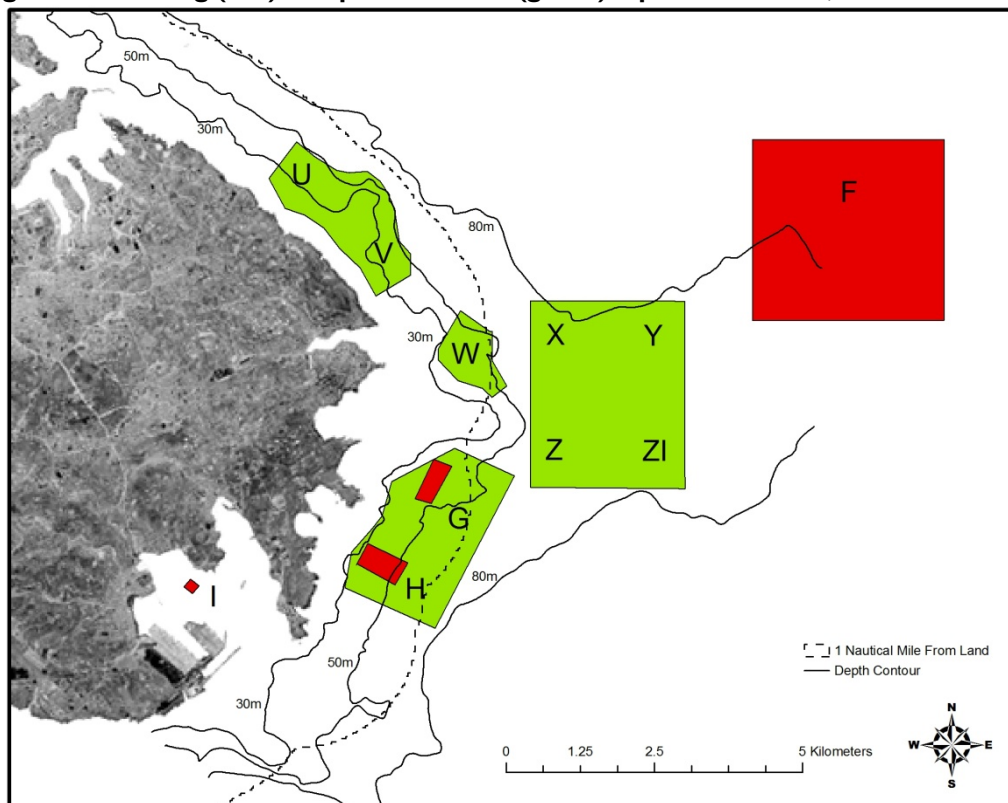 50m
30m
U
V
80m
F
30m
W
X
Y
Z
ZI
G
H
80m
I
50m
30m
1 Nautical Mile From Land
Depth Contour
N
W
E
S
0
1.25
2.5
5 Kilometers